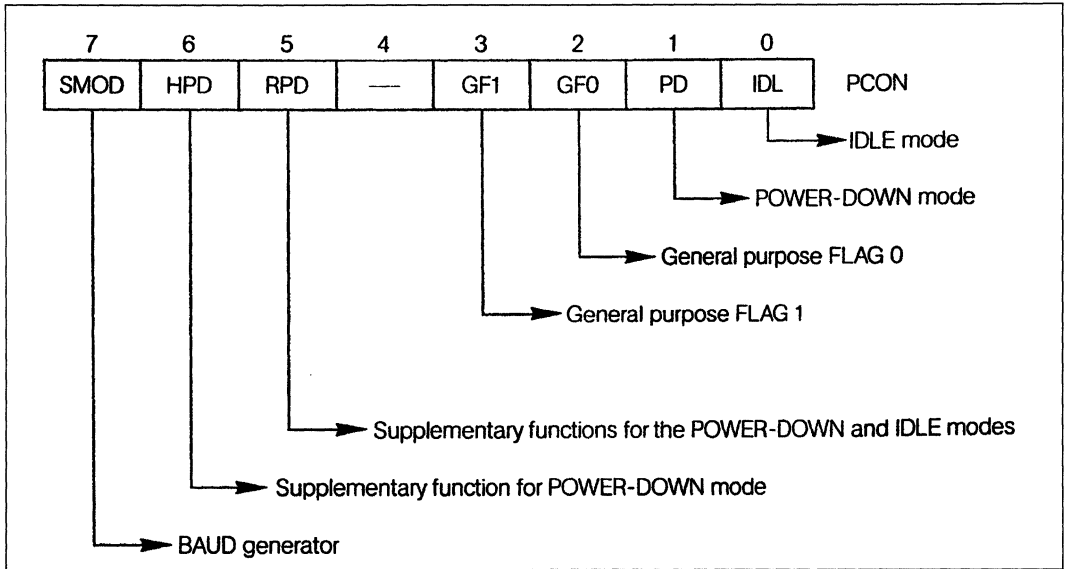 7 6 5 4 3 2 1 0
SMOD HPD RPD — GF1 GF0 PD IDL PCON
IDLE mode
POWER-DOWN mode
General purpose FLAG 0
General purpose FLAG 1
Supplementary functions for the POWER-DOWN and IDLE modes
Supplementary function for POWER-DOWN mode
BAUD generator